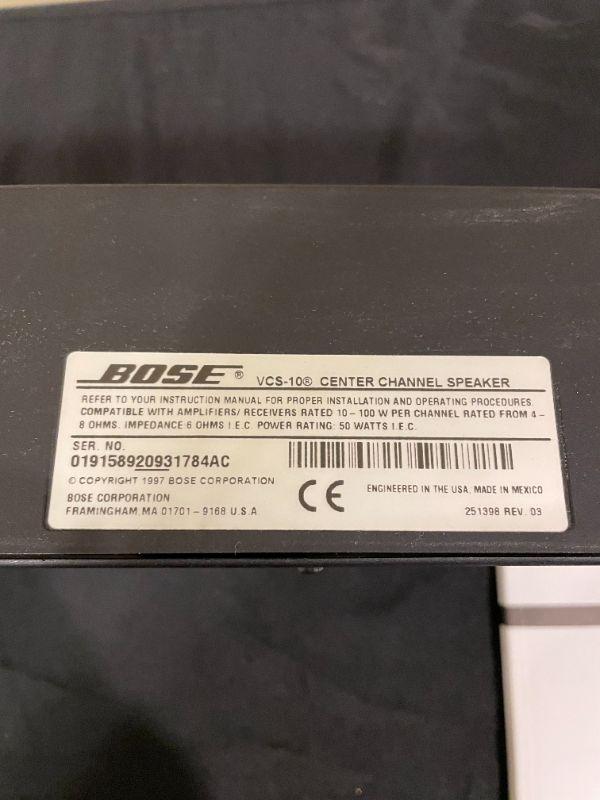 BOSE ® VCS-10® CENTER CHANNEL SPEAKER
REFER TO YOUR INSTRUCTION MANUAL FOR PROPER INSTALLATION AND OPERATING PROCEDURES.
COMPATIBLE WITH AMPLIFIERS/ RECEIVERS RATED 10 - 100 W PER CHANNEL RATED FROM 4 -
8 OHMS. IMPEDANCE:6 OHMS I.E.C. POWER RATING: 50 WATTS I.E.C.
SER. NO.
019158920931784AC
© COPYRIGHT 1997 BOSE CORPORATION
BOSE CORPORATION
FRAMINGHAM, MA 01701 - 9168 U.S.A
CE
ENGINEERED IN THE USA, MADE IN MEXICO
251398 REV. 03